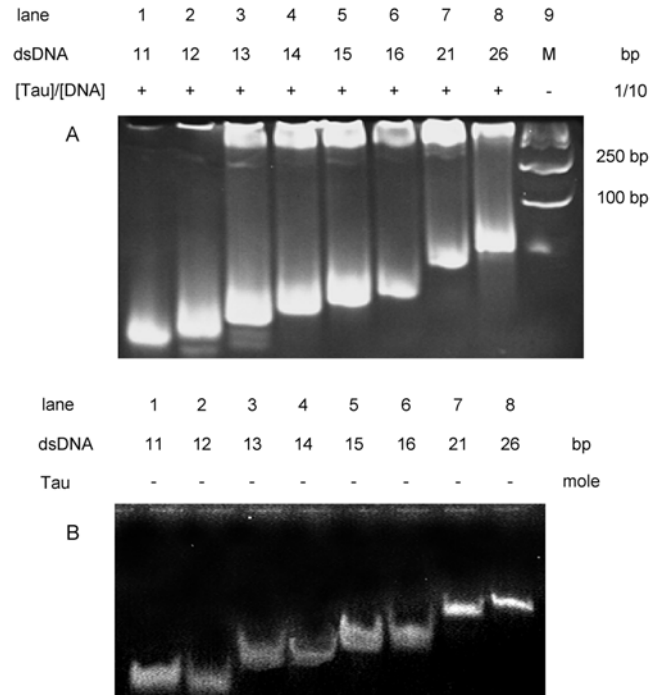 lane 1 2 3 4 5 6 7 8 9
dsDNA 11 12 13 14 15 16 21 26 M bp
[Tau]/[DNA] + + + + + + + + - 1/10
A
250 bp
100 bp
lane 1 2 3 4 5 6 7 8
dsDNA 11 12 13 14 15 16 21 26 bp
Tau - - - - - - - - mole
B